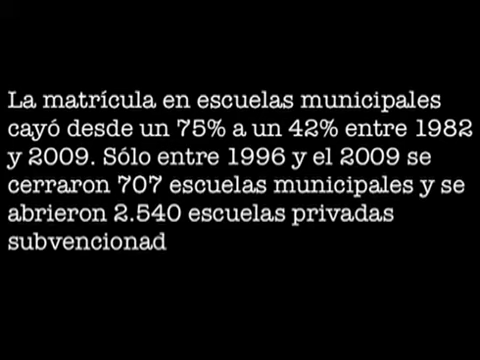 La matrícula en escuelas municipales
cayó desde un 75% a un 42% entre 1982
y 2009. Sólo entre 1996 y el 2009 se
cerraron 707 escuelas municipales y se
abrieron 2.540 escuelas privadas
subvencionad